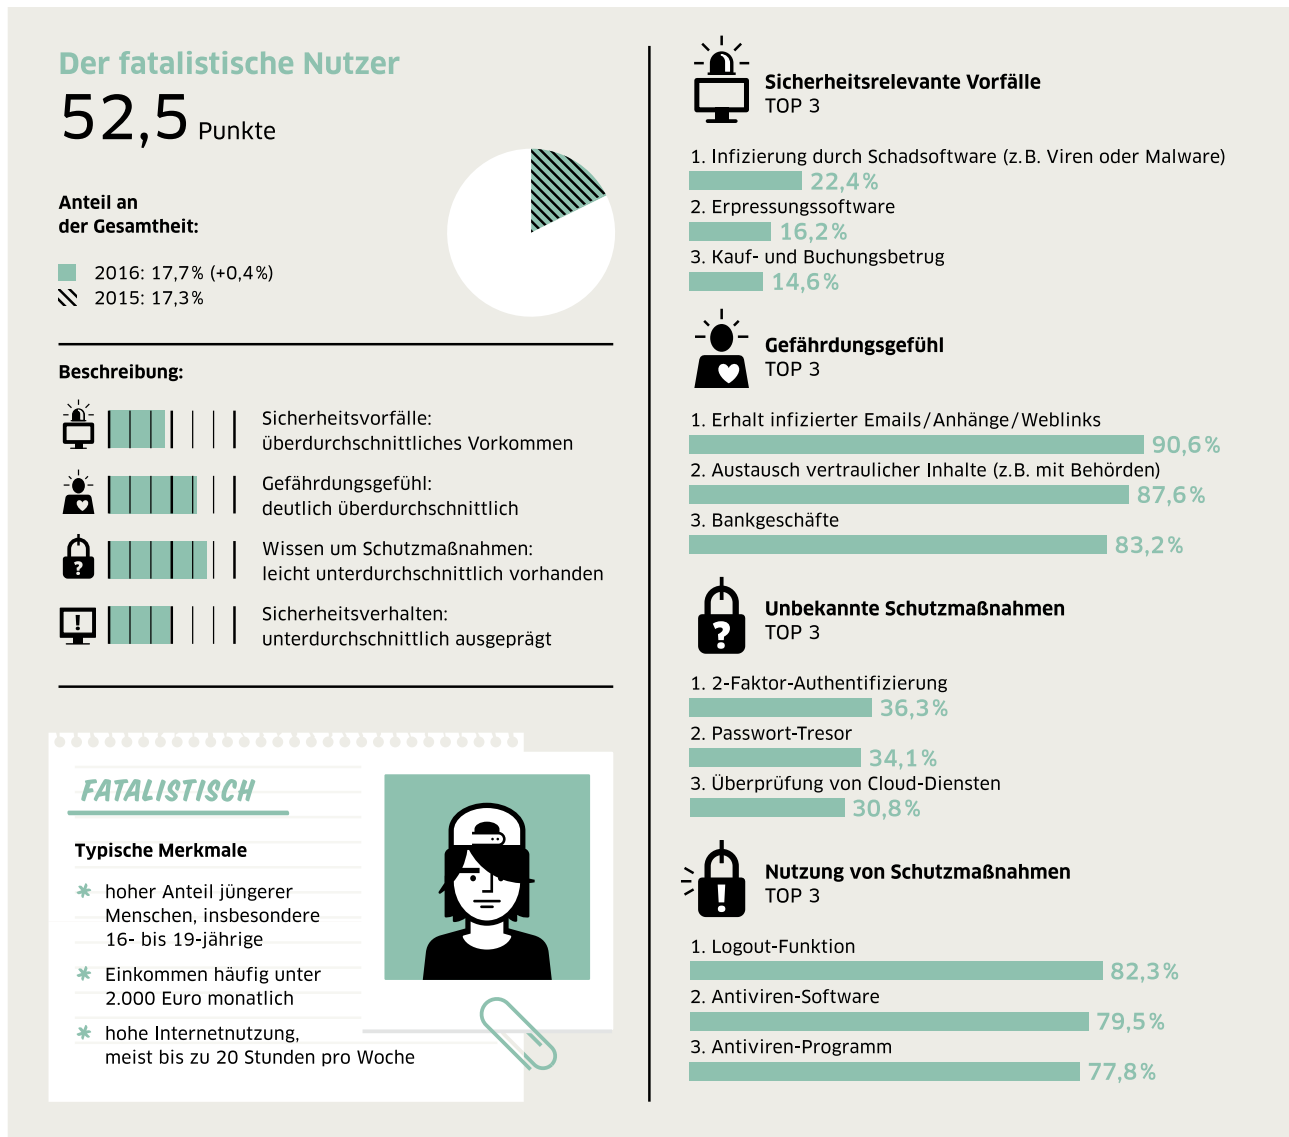 Der fatalistische Nutzer
52,5 Punkte
Anteil an
der Gesamtheit:
2016: 17,7% (+0,4%)
2015: 17,3%
Beschreibung:
Sicherheitsvorfälle:
überdurchschnittliches Vorkommen
Gefährdungsgefühl:
deutlich überdurchschnittlich
?
Wissen um Schutzmaßnahmen:
leicht unterdurchschnittlich vorhanden
!
Sicherheitsverhalten:
unterdurchschnittlich ausgeprägt
FATALISTISCH
Typische Merkmale
hoher Anteil jüngerer
Menschen, insbesondere
16- bis 19-jährige
Einkommen häufig unter
2.000 Euro monatlich
hohe Internetnutzung,
meist bis zu 20 Stunden pro Woche
Sicherheitsrelevante Vorfälle
TOP 3
1. Infizierung durch Schadsoftware (z.B. Viren oder Malware)
22,4%
2. Erpressungssoftware
16,2%
3. Kauf- und Buchungsbetrug
14,6%
Gefährdungsgefühl
TOP 3
1. Erhalt infizierter Emails/Anhänge/Weblinks
90,6%
2. Austausch vertraulicher Inhalte (z.B. mit Behörden)
87,6%
3. Bankgeschäfte
83,2%
?
Unbekannte Schutzmaßnahmen
TOP 3
1. 2-Faktor-Authentifizierung
36,3%
2. Passwort-Tresor
34,1%
3. Überprüfung von Cloud-Diensten
30,8%
!
Nutzung von Schutzmaßnahmen
TOP 3
1. Logout-Funktion
82,3%
2. Antiviren-Software
79,5%
3. Antiviren-Programm
77,8%